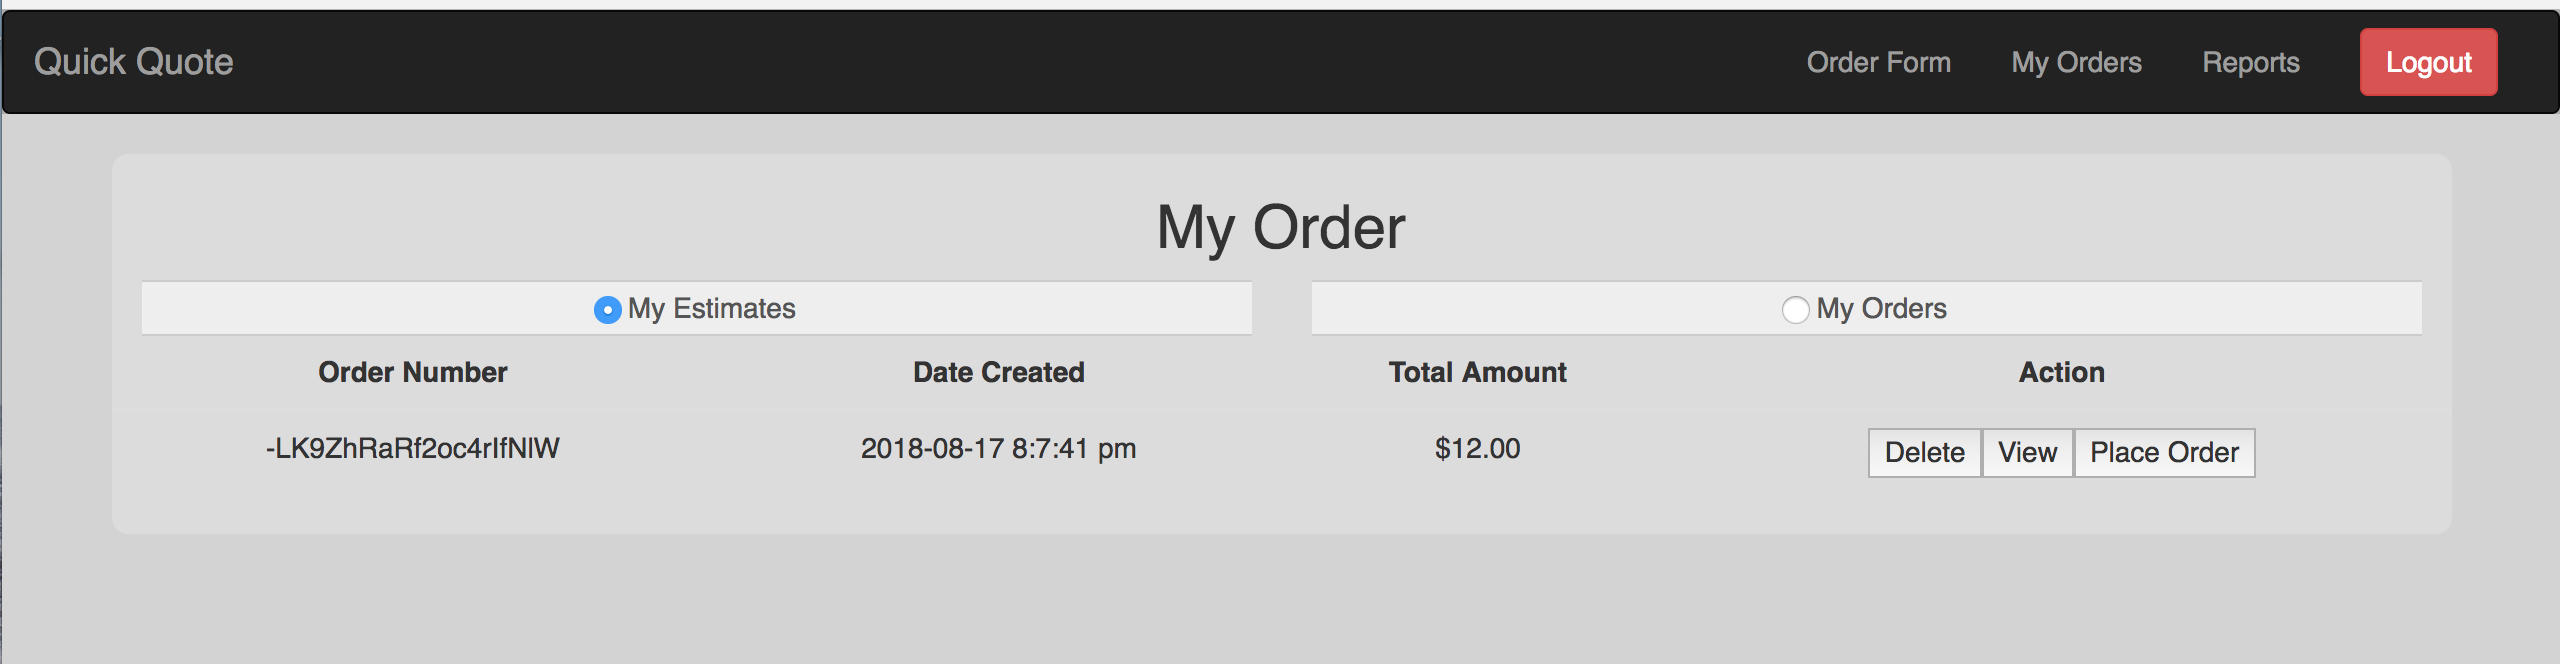 Quick Quote Order Form My Orders Reports Logout
My Order
My Estimates My Orders
Order Number Date Created Total Amount Action
-LK9ZhRaRf2oc4rIfNlW 2018-08-17 8:7:41 pm $12.00 Delete View Place Order